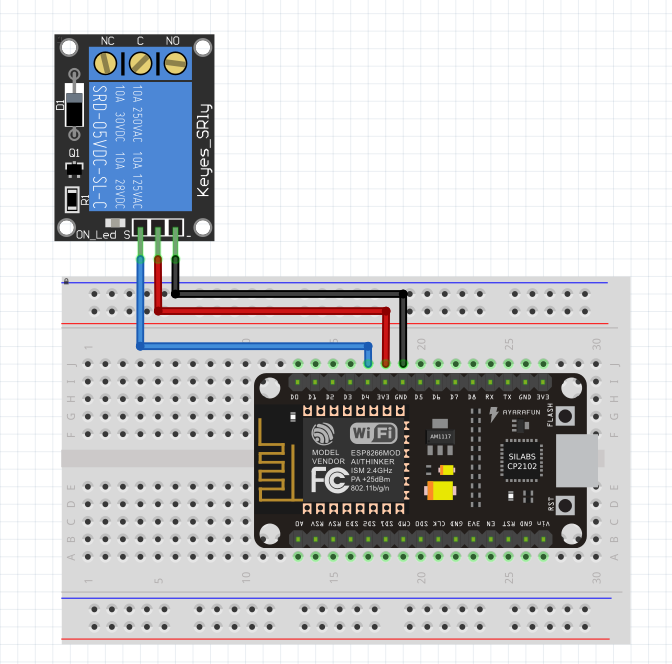 NC C NO
D1
SRD-05VDC-SL-C
10A 30VDC 10A 28VDC
10A 250VAC 10A 125VAC
Keyes_SRly
Q1
R1
ON_Led S -
1 10 15 20 25 30
J J
I I
H H
G G
F F
D0 D1 D2 D3 D4 3V3 GND D5 D6 D7 D8 RX TX GND 3V3
WiFi
MODEL ESP8266MOD
VENDOR AI/THINKER
ISM 2.4GHz
PA +25dBm
802.11b/g/n
FC
AM1117
AYARAFUN
SILABS
CP2102
FLASH
RST
A0 RSV RSV SD3 SD2 SD1 CMD SD0 CLK GND 3V3 EN RST GND Vin
E E
D D
C C
B B
A A
1 5 10 15 20 25 30